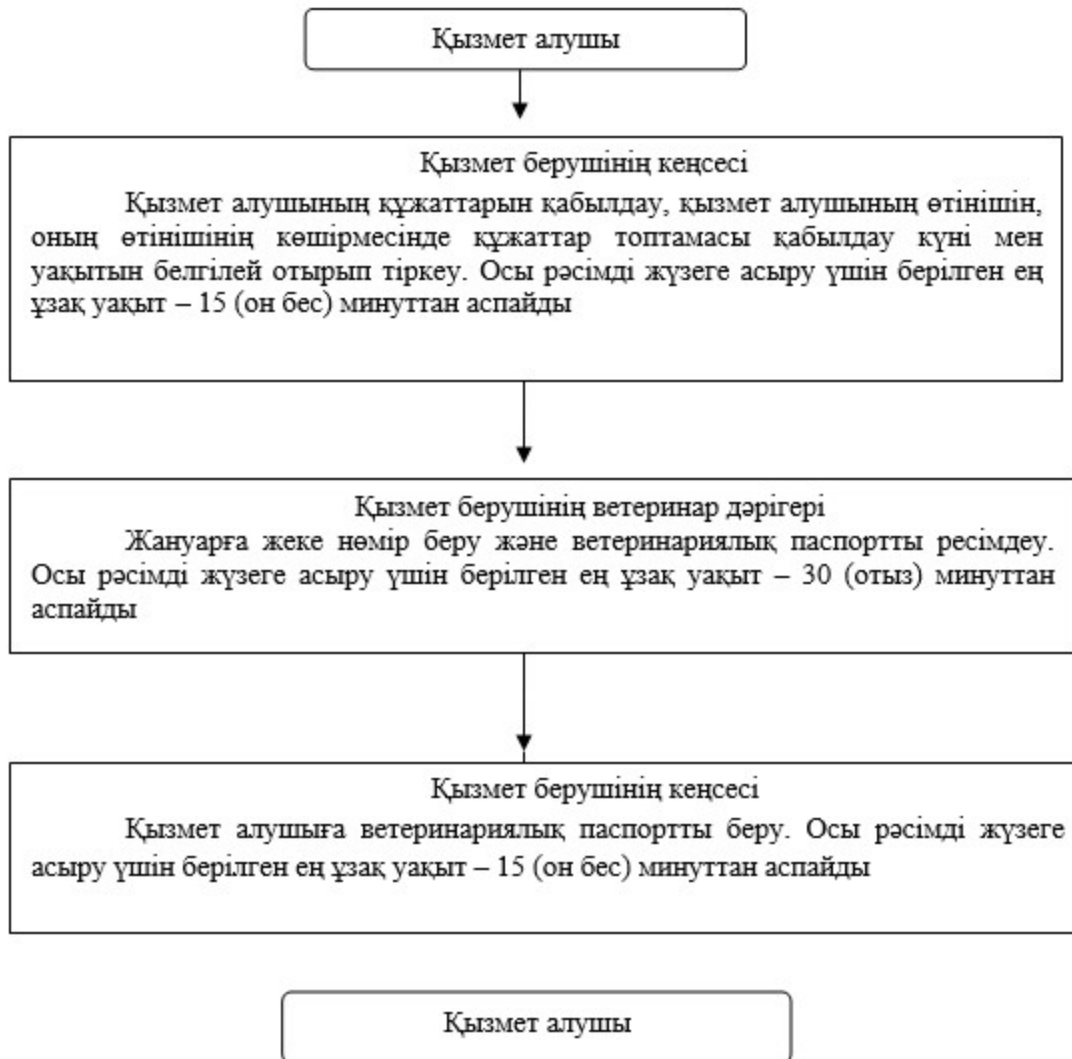 Қызмет алушы
Қызмет берушінің кеңсесі
Қызмет алушының құжаттарын қабылдау, қызмет алушының өтінішін,
оның өтінішінің көшірмесінде құжаттар топтамасы қабылдау күні мен
уақытын белгілей отырып тіркеу. Осы рәсімді жүзеге асыру үшін берілген ең
ұзақ уақыт – 15 (он бес) минуттан аспайды
Қызмет берушінің ветеринар дәрігері
Жануарға жеке нөмір беру және ветеринариялық паспортты ресімдеу.
Осы рәсімді жүзеге асыру үшін берілген ең ұзақ уақыт – 30 (отыз) минуттан
аспайды
Қызмет берушінің кеңсесі
Қызмет алушыға ветеринариялық паспортты беру. Осы рәсімді жүзеге
асыру үшін берілген ең ұзақ уақыт – 15 (он бес) минуттан аспайды
Қызмет алушы